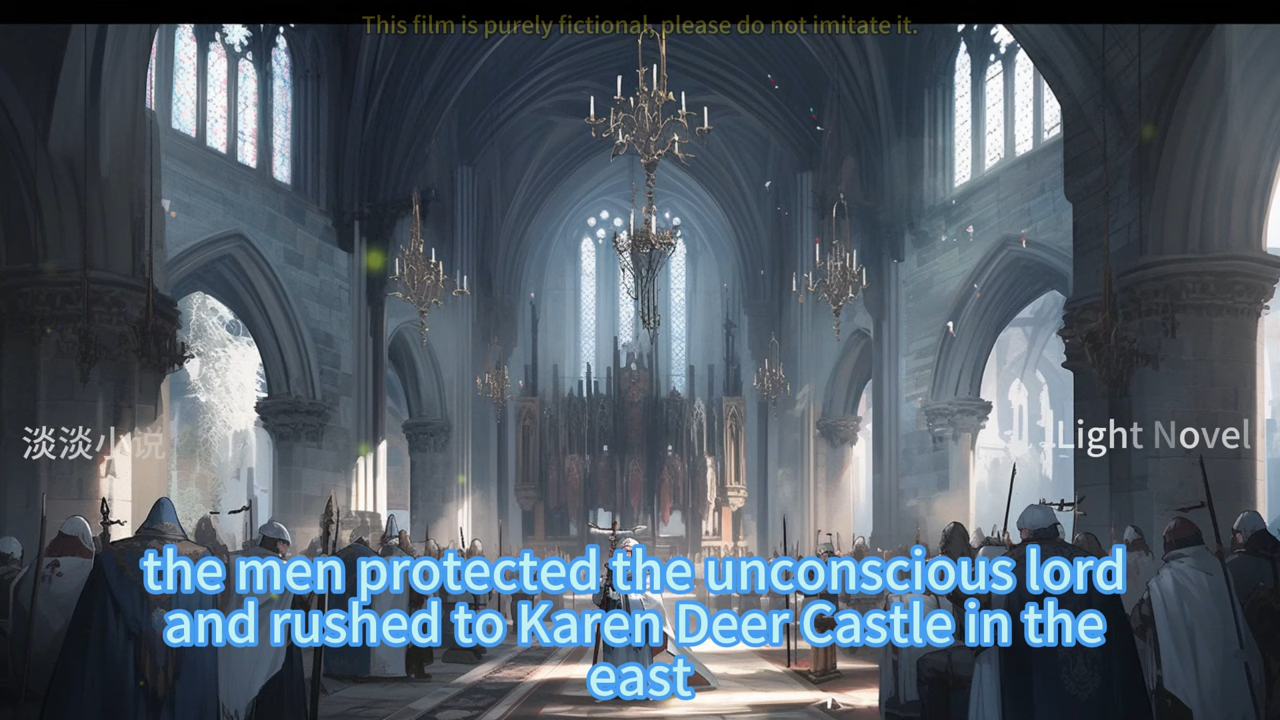 This film is purely fictional, please do not imitate it.
淡淡小说
Light Novel
the men protected the unconscious lord
and rushed to Karen Deer Castle in the
east